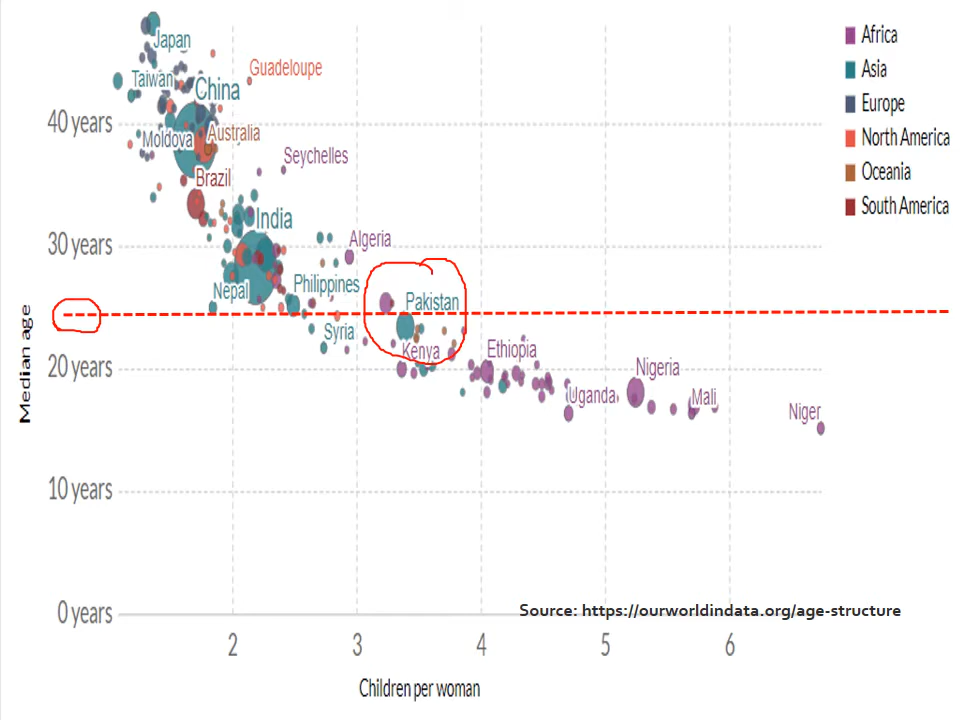 Japan
Taiwan
China
Guadeloupe
40 years
Moldova
Australia
Seychelles
Brazil
India
30 years
Algeria
Nepal
Philippines
Pakistan
Syria
Kenya
Ethiopia
20 years
Nigeria
Uganda
Mali
Niger
10 years
0 years
Median age
2 3 4 5 6
Children per woman
Source: https://ourworldindata.org/age-structure
Africa
Asia
Europe
North America
Oceania
South America